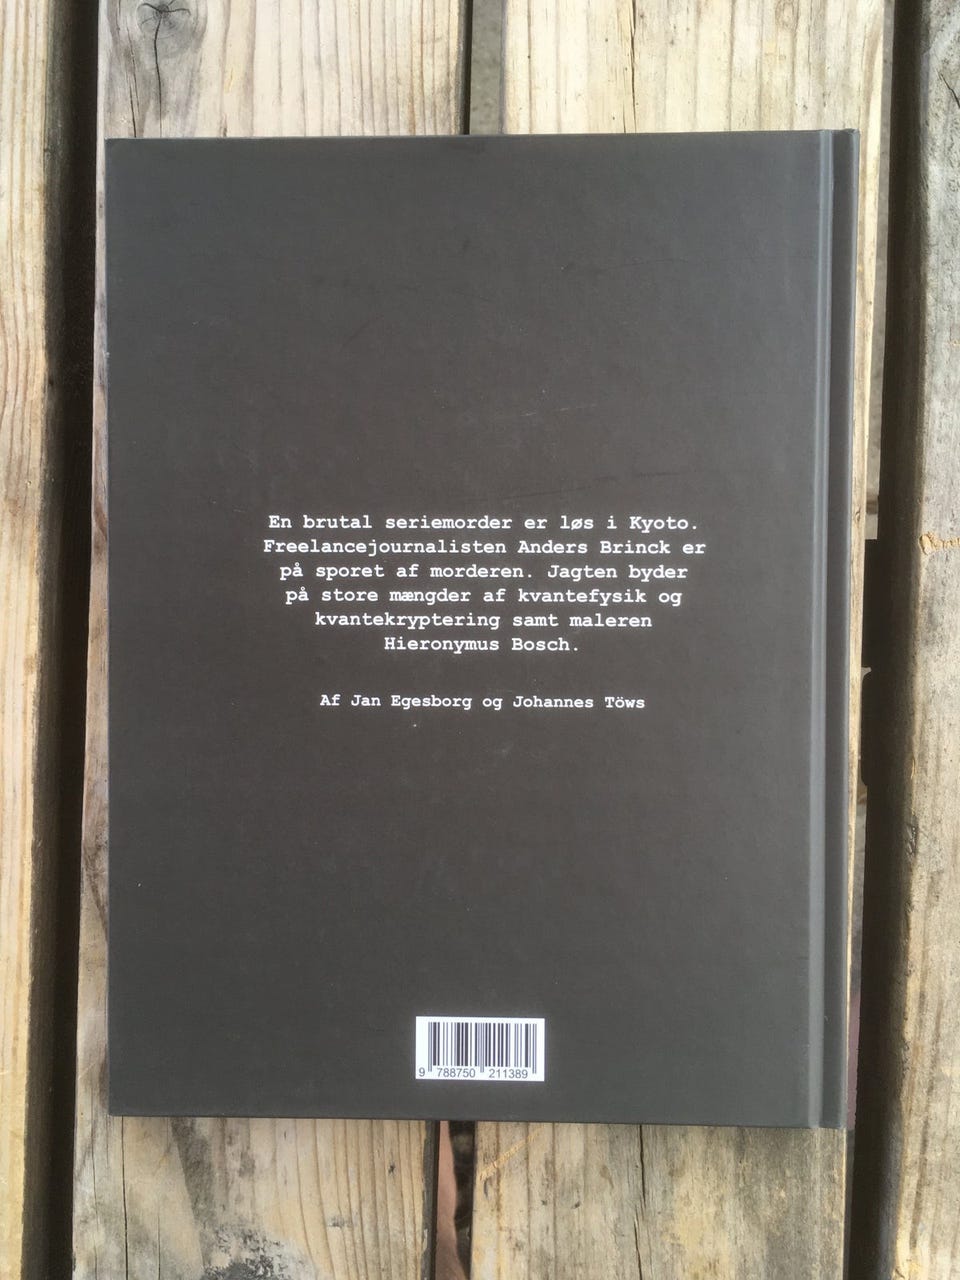 En brutal seriemorder er løs i Kyoto.
Freelancejournalisten Anders Brinck er
på sporet af morderen. Jagten byder
på store mængder af kvantefysik og
kvantekryptering samt maleren
Hieronymus Bosch.
Af Jan Egesborg og Johannes Töws
9 788750 211389